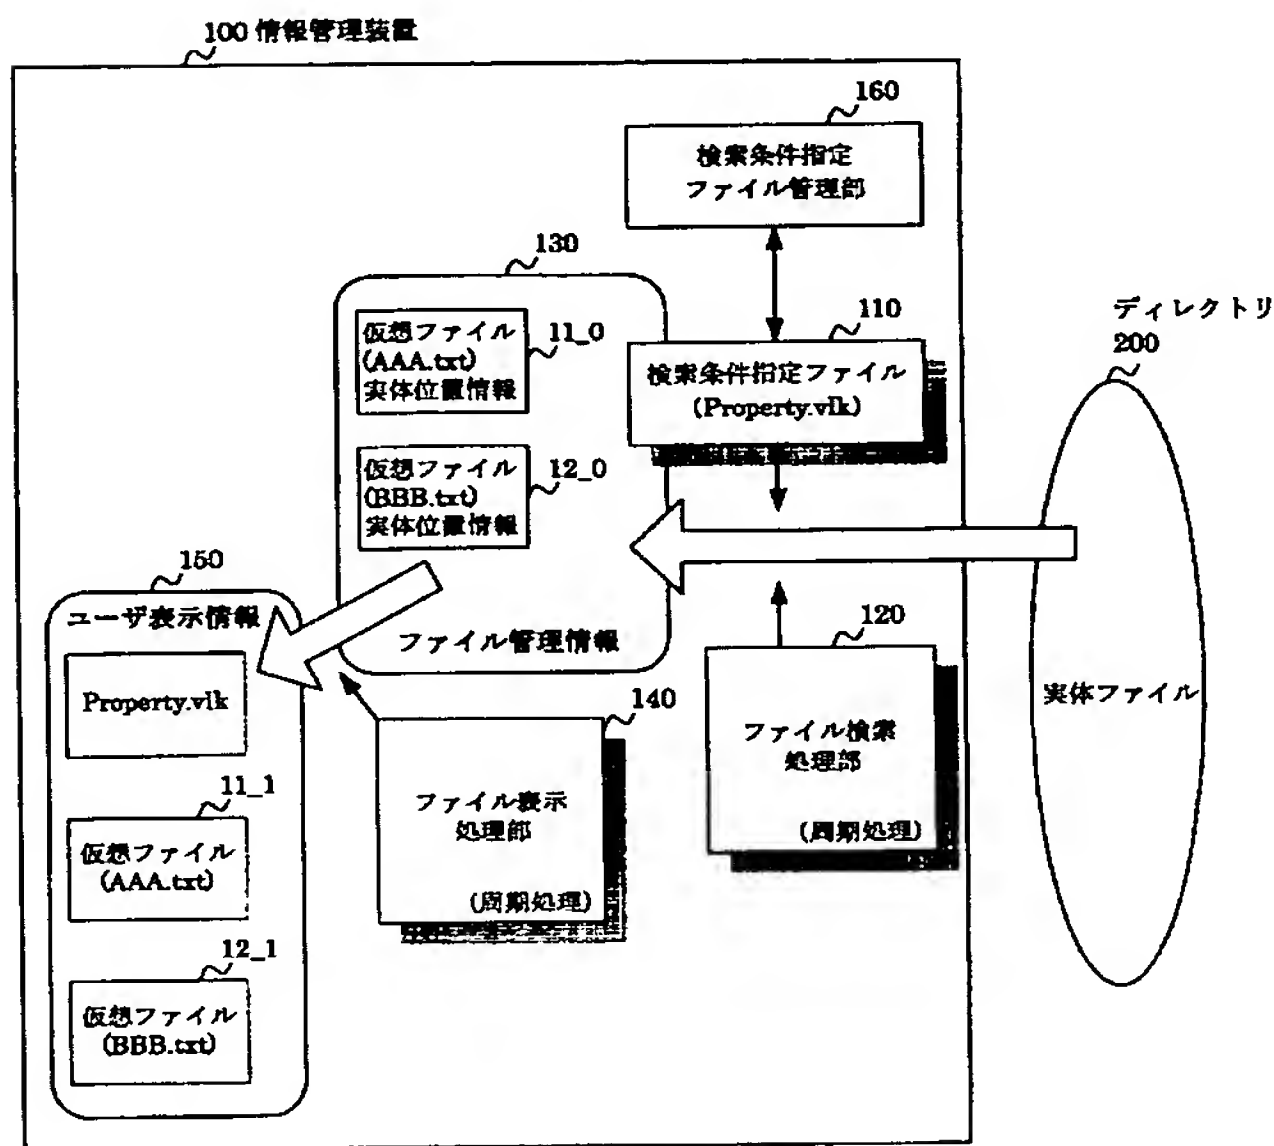 100 情報管理装置
160
検索条件指定
ファイル管理部
130
110
ディレクトリ
200
仮想ファイル
(AAA.txt)
実体位置情報
11_0
検索条件指定ファイル
(Property.vlk)
仮想ファイル
(BBB.txt)
実体位置情報
12_0
150
ユーザ表示情報
ファイル管理情報
120
Property.vlk
140
ファイル検索
処理部
(周期処理)
実体ファイル
11_1
ファイル表示
処理部
(周期処理)
仮想ファイル
(AAA.txt)
12_1
仮想ファイル
(BBB.txt)